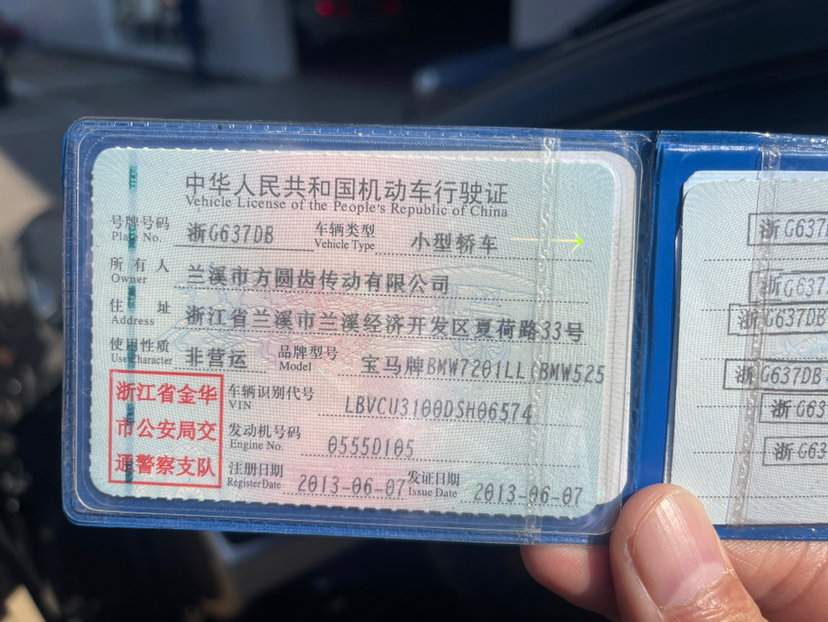 中华人民共和国机动车行驶证
Vehicle License of the People's Republic of China
号牌号码 浙G637DB 车辆类型 小型轿车
Plate No. Vehicle Type
所有人 兰溪市方圆齿传动有限公司
Owner
住址 浙江省兰溪市兰溪经济开发区夏荷路33号
Address
使用性质 非营运 品牌型号 宝马牌BMW7201LL(BMW525
Use Character Model
浙江省金华
市公安局交
通警察支队
车辆识别代号 LBVCU3100DSH06574
VIN
发动机号码 0555D105
Engine No.
注册日期 2013-06-07 发证日期 2013-06-07
Register Date Issue Date
浙G637
浙G637
浙G637DB
浙G637DB
浙G63
浙G63